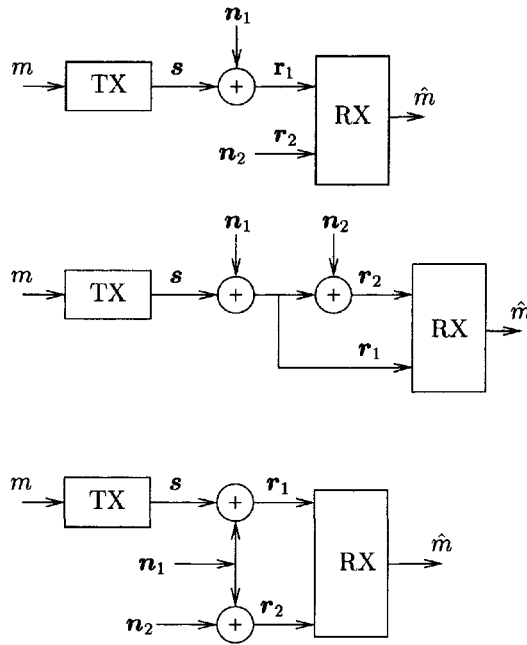 n₁
m TX s + r₁ RX m̂
n₂ r₂
n₁ n₂
m TX s + + r₂ RX m̂
r₁
m TX s + r₁
n₁ RX m̂
n₂ + r₂